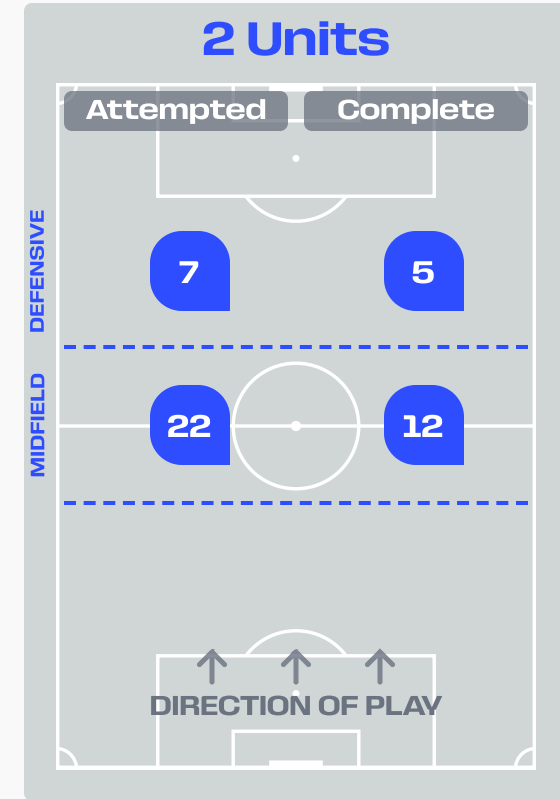 2 Units
Attempted Complete
DEFENSIVE
7 5
MIDFIELD
22 12
DIRECTION OF PLAY